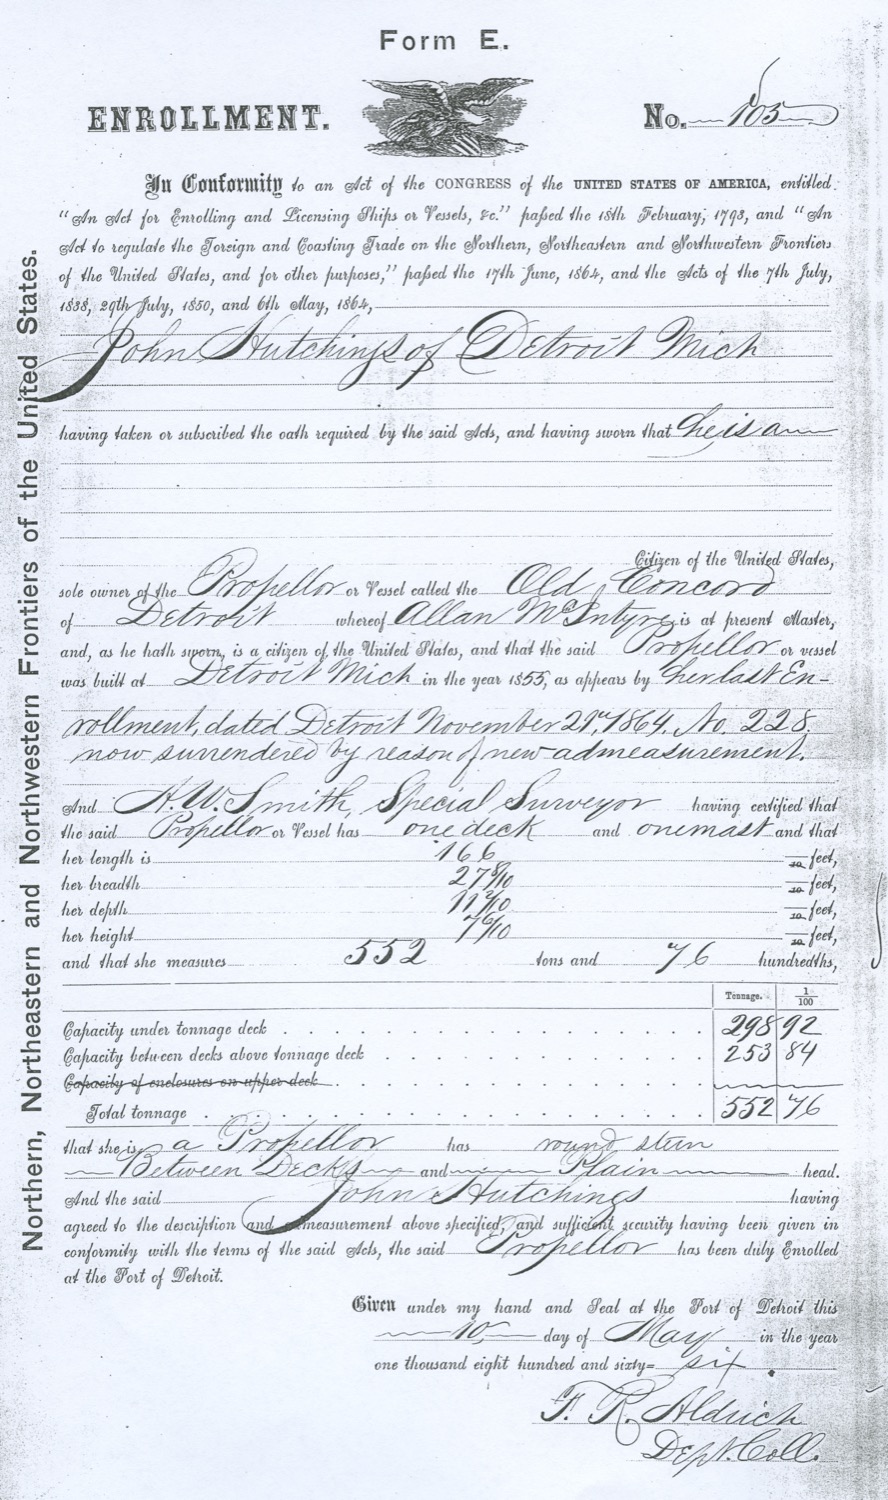 Form E.
ENROLLMENT. No. 105
In Conformity to an Act of the CONGRESS of the UNITED STATES OF AMERICA, entitled
"An Act for Enrolling and Licensing Ships or Vessels, &c." passed the 18th February, 1793, and "An
Act to regulate the Foreign and Coasting Trade on the Northern, Northeastern and Northwestern Frontiers
of the United States, and for other purposes," passed the 17th June, 1864, and the Acts of the 7th July,
1838, 29th July, 1850, and 6th May, 1864,
John Hutchings of Detroit Mich
having taken or subscribed the oath required by the said Acts, and having sworn that he is a
Citizen of the United States,
sole owner of the Propellor or Vessel called the Old Concord
of Detroit whereof Allan McIntyre is at present Master,
and, as he hath sworn, is a citizen of the United States, and that the said Propellor or vessel
was built at Detroit Mich in the year 1855, as appears by her last En-
rollment, dated Detroit November 21st, 1864. No. 228.
now surrendered by reason of new admeasurement.
And H. W. Smith, Special Surveyor having certified that
the said Propellor or Vessel has one deck and one mast and that
her length is 166 10 feet,
her breadth 27 8/10 10 feet,
her depth 11 2/10 10 feet,
her height 7 6/10 10 feet,
and that she measures 552 tons and 76 hundredths,
Tonnage. 1/100
Capacity under tonnage deck 298 92
Capacity between decks above tonnage deck 253 84
Capacity of enclosures on upper deck
Total tonnage 552 76
that she is a Propellor has round stern
Between Decks and Plain head.
And the said John Hutchings having
agreed to the description and admeasurement above specified, and sufficient security having been given in
conformity with the terms of the said Acts, the said Propellor has been duly Enrolled
at the Port of Detroit.
Given under my hand and Seal at the Port of Detroit this
10 day of May in the year
one thousand eight hundred and sixty= six.
F. R. Aldrich
Dept. Coll.
Northern, Northeastern and Northwestern Frontiers of the United States.